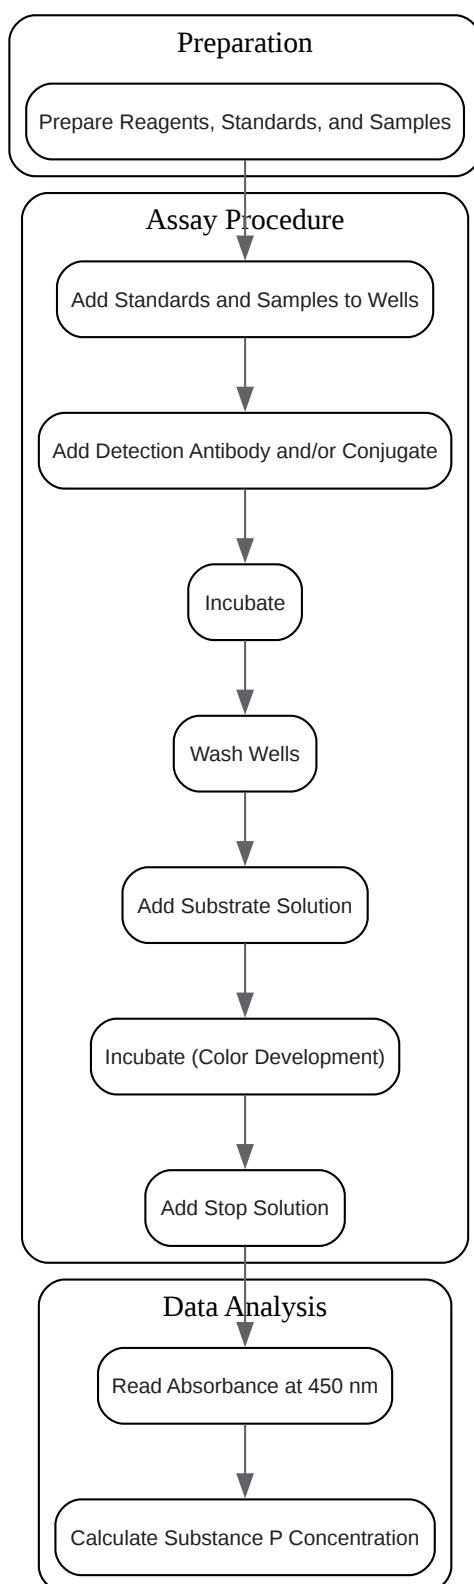 Preparation
Prepare Reagents, Standards, and Samples
Assay Procedure
Add Standards and Samples to Wells
Add Detection Antibody and/or Conjugate
Incubate
Wash Wells
Add Substrate Solution
Incubate (Color Development)
Add Stop Solution
Data Analysis
Read Absorbance at 450 nm
Calculate Substance P Concentration